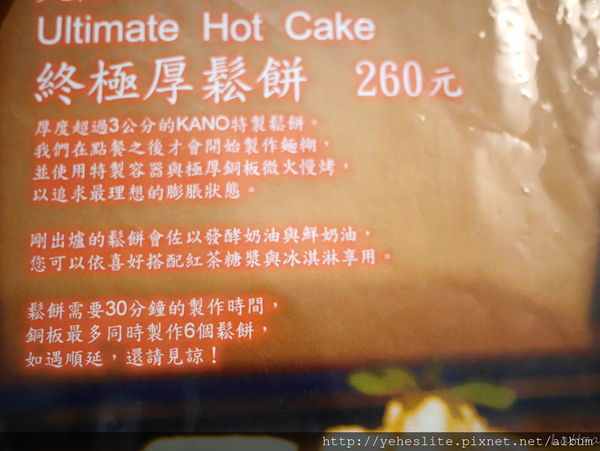 Ultimate Hot Cake
終極厚鬆餅 260元
厚度超過3公分的KANO特製鬆餅。
我們在點餐之後才會開始製作麵糊，
並使用特製容器與極厚銅板微火慢烤，
以追求最理想的膨脹狀態。
剛出爐的鬆餅會佐以發酵奶油與鮮奶油，
您可以依喜好搭配紅茶糖漿與冰淇淋享用。
鬆餅需要30分鐘的製作時間，
銅板最多同時製作6個鬆餅，
如遇順延，還請見諒！
http://yeheslite.pixnet.net/album